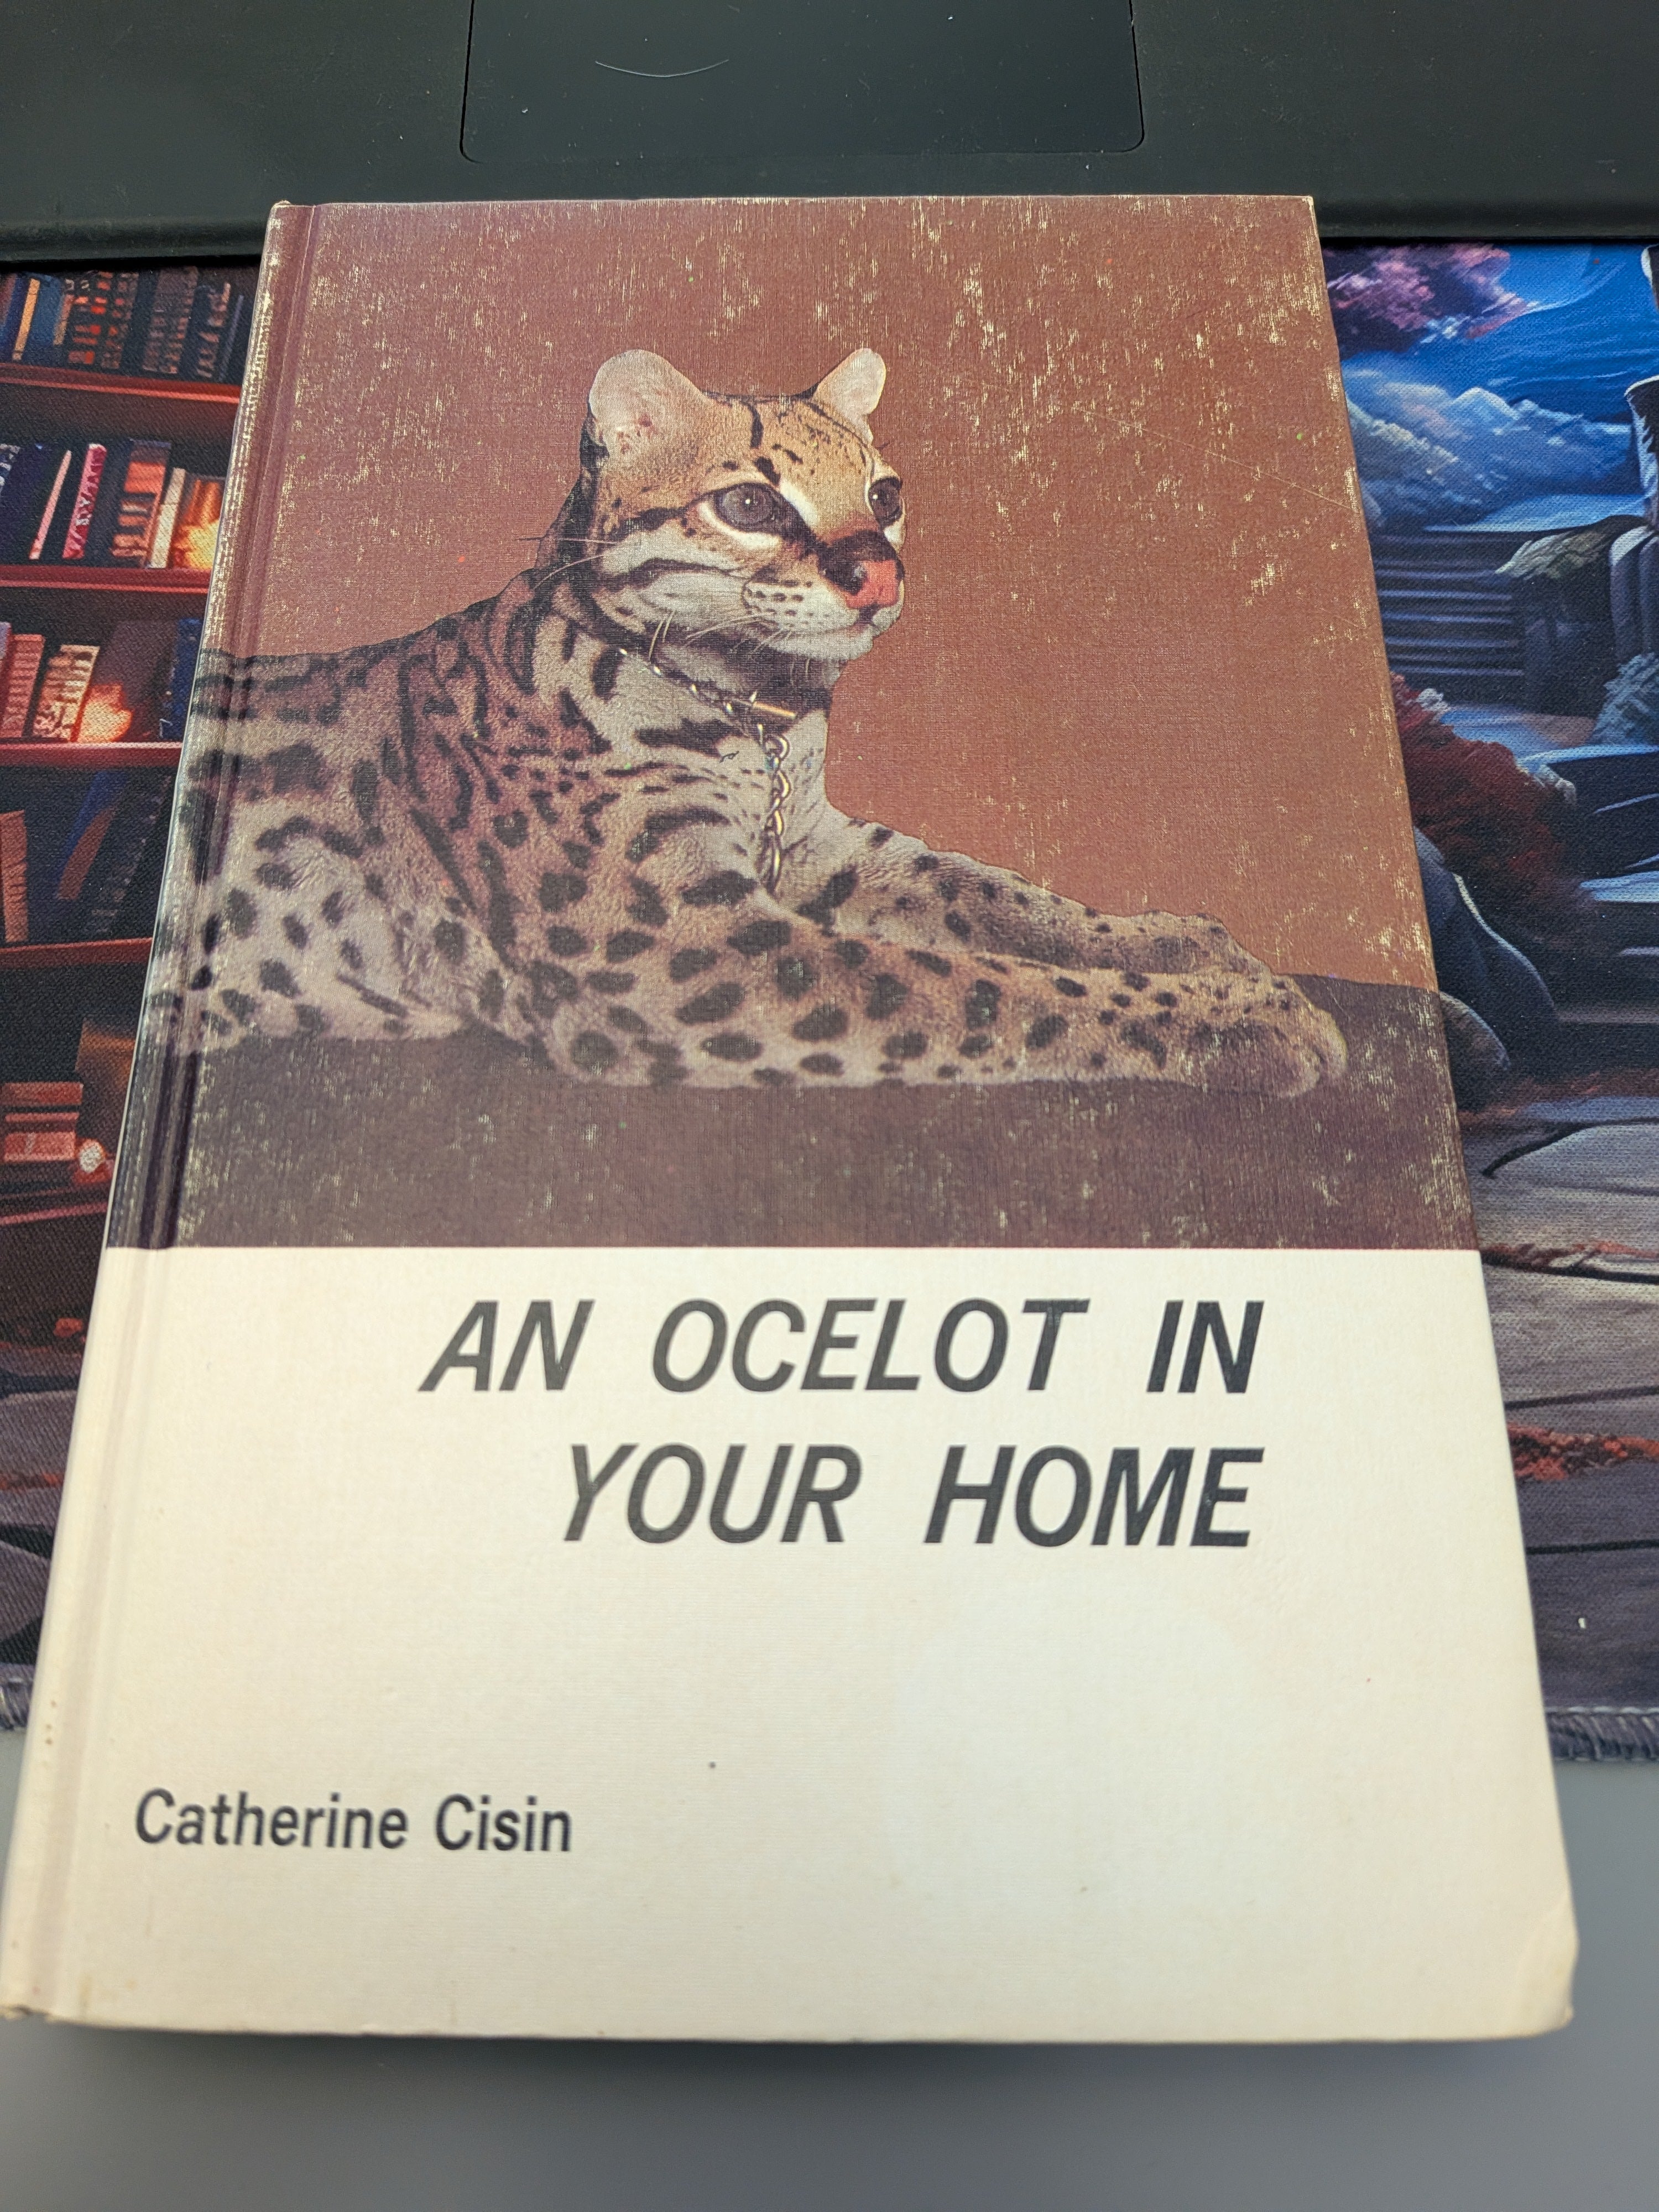 AN OCELOT IN
YOUR HOME
Catherine Cisin